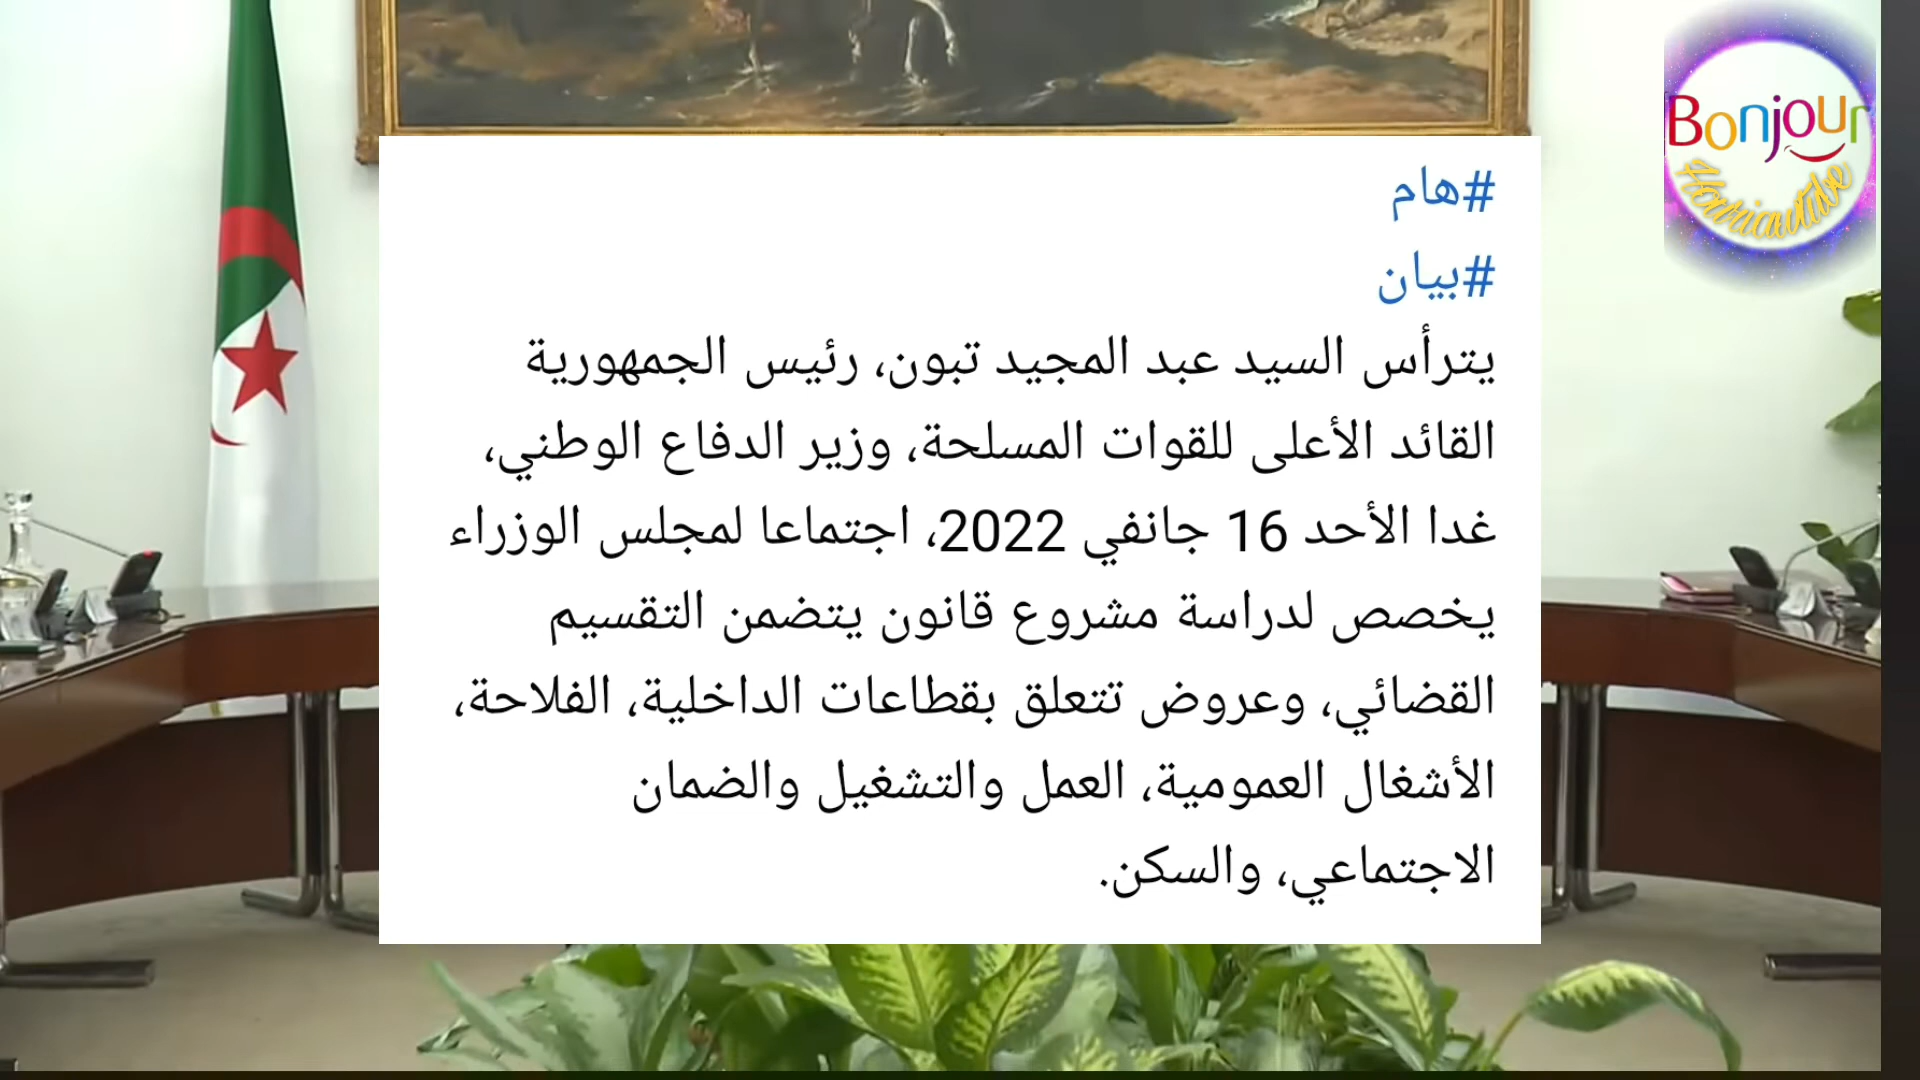 #هام
#بيان
يترأس السيد عبد المجيد تبون، رئيس الجمهورية
القائد الأعلى للقوات المسلحة، وزير الدفاع الوطني،
غدا الأحد 16 جانفي 2022، اجتماعا لمجلس الوزراء
يخصص لدراسة مشروع قانون يتضمن التقسيم
القضائي، وعروض تتعلق بقطاعات الداخلية، الفلاحة،
الأشغال العمومية، العمل والتشغيل والضمان
الاجتماعي، والسكن.
Bonjour